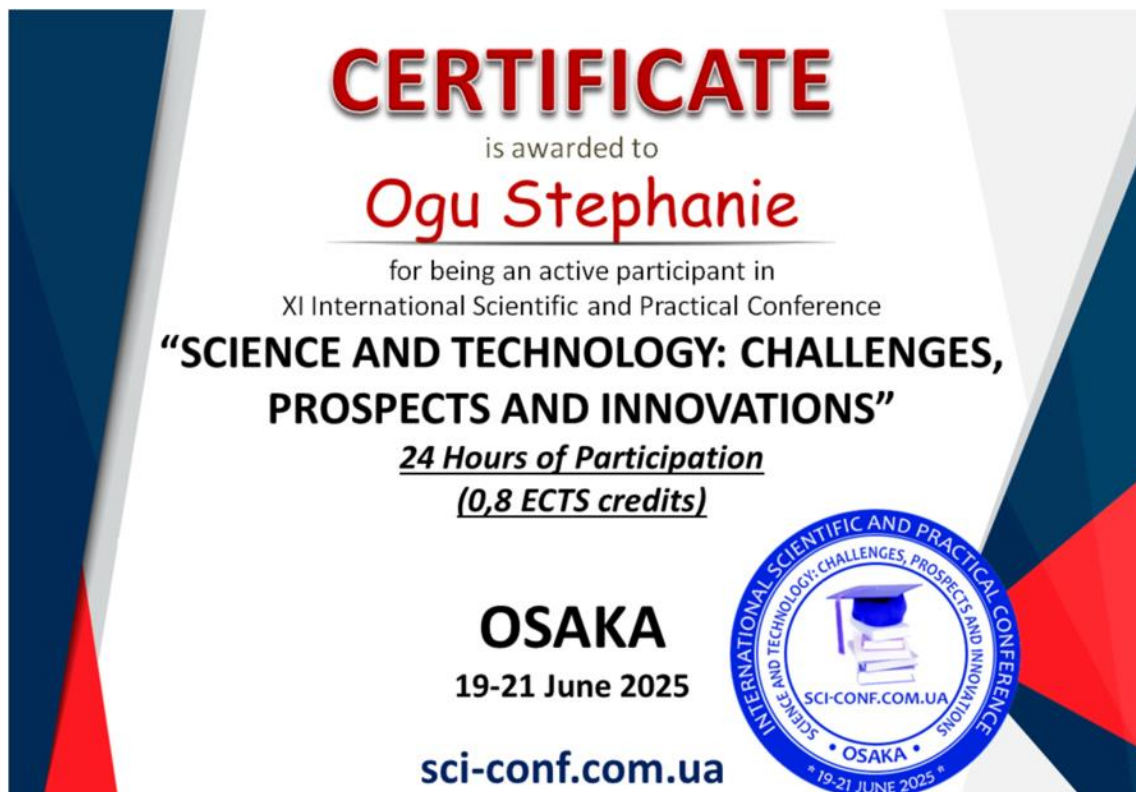 CERTIFICATE
is awarded to
Ogu Stephanie
for being an active participant in
XI International Scientific and Practical Conference
“SCIENCE AND TECHNOLOGY: CHALLENGES,
PROSPECTS AND INNOVATIONS”
24 Hours of Participation
(0,8 ECTS credits)
OSAKA
19-21 June 2025
sci-conf.com.ua
INTERNATIONAL SCIENTIFIC AND PRACTICAL CONFERENCE
SCIENCE AND TECHNOLOGY: CHALLENGES, PROSPECTS AND INNOVATIONS
SCI-CONF.COM.UA
• OSAKA •
* 19-21 JUNE 2025 *